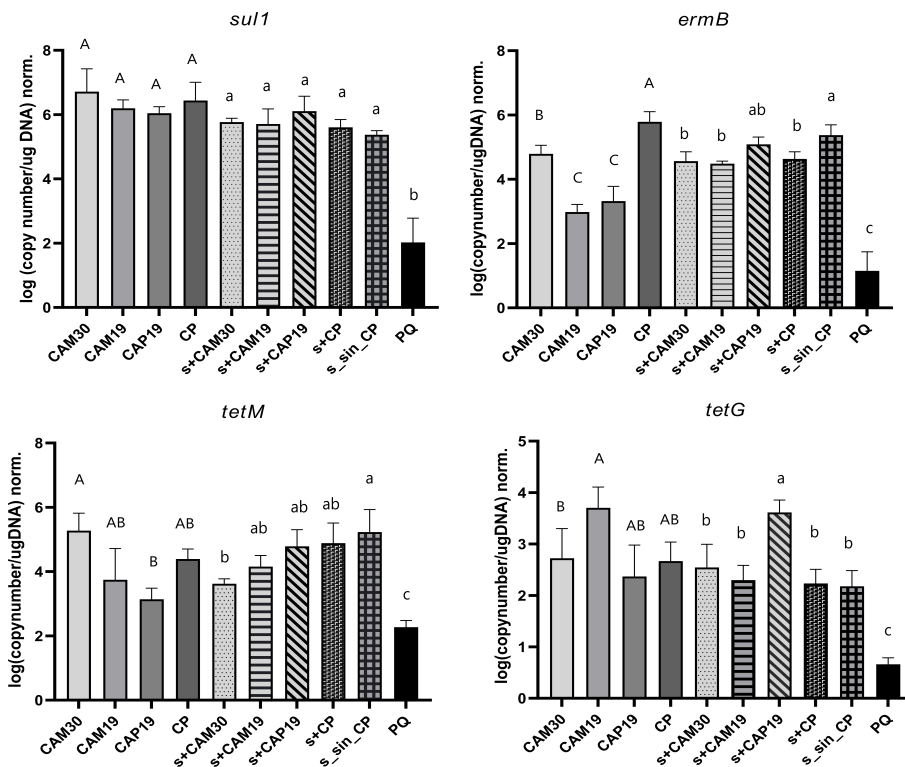 sul1
log (copy number/ug DNA) norm.
8
6
4
2
0
A
A
A
A
a
a
a
a
a
b
CAM30
CAM19
CAP19
CP
s+CAM30
s+CAM19
s+CAP19
s+CP
s_sin_CP
PQ
ermB
log(copynumber/ugDNA) norm.
8
6
4
2
0
B
C
C
A
b
b
ab
b
a
c
CAM30
CAM19
CAP19
CP
s+CAM30
s+CAM19
s+CAP19
s+CP
s_sin_CP
PQ
tetM
log(copynumber/ugDNA) norm.
8
6
4
2
0
A
AB
B
AB
b
ab
ab
ab
a
c
CAM30
CAM19
CAP19
CP
s+CAM30
s+CAM19
s+CAP19
s+CP
s_sin_CP
PQ
tetG
log(copynumber/ugDNA) norm.
5
4
3
2
1
0
B
A
AB
AB
b
b
a
b
b
c
CAM30
CAM19
CAP19
CP
s+CAM30
s+CAM19
s+CAP19
s+CP
s_sin_CP
PQ